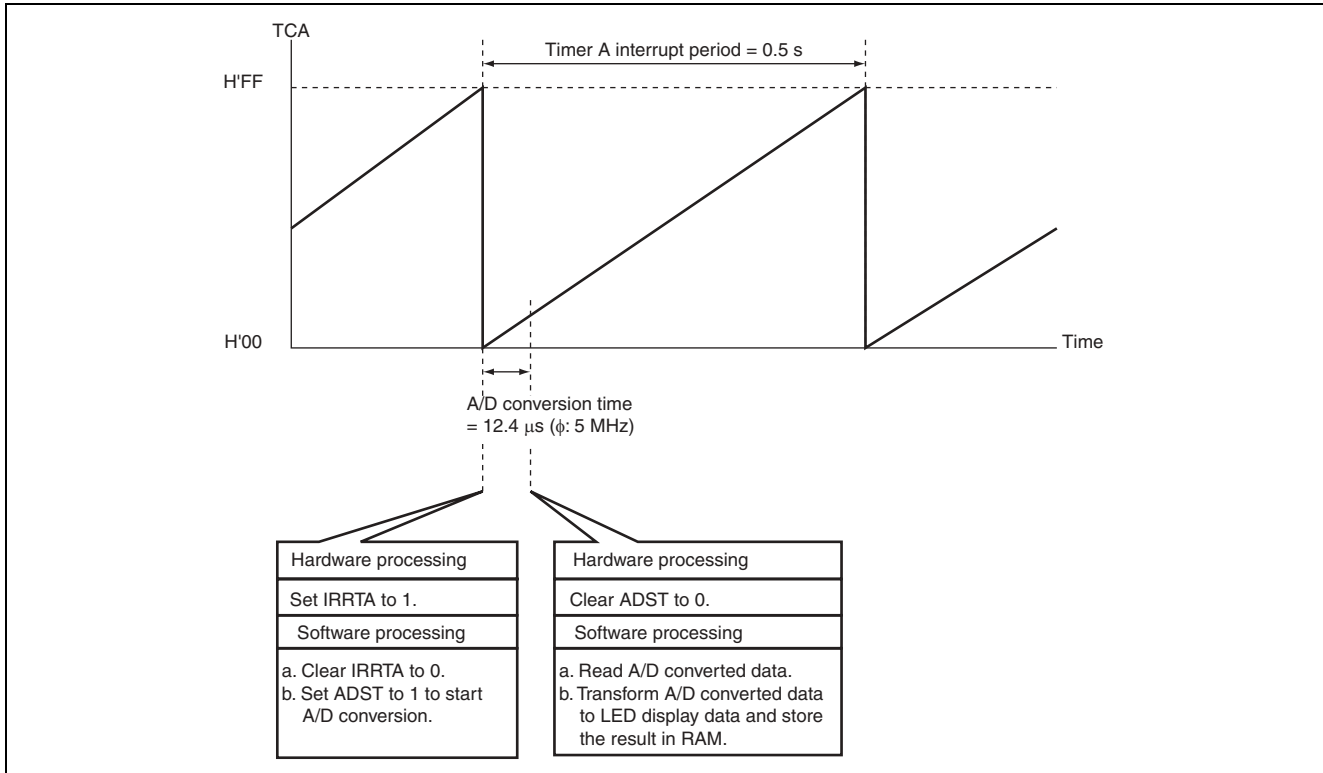 TCA
Timer A interrupt period = 0.5 s
H'FF
H'00
Time
A/D conversion time
= 12.4 μs (ϕ: 5 MHz)
Hardware processing
Set IRRTA to 1.
Software processing
a. Clear IRRTA to 0.
b. Set ADST to 1 to start
A/D conversion.
Hardware processing
Clear ADST to 0.
Software processing
a. Read A/D converted data.
b. Transform A/D converted data
to LED display data and store
the result in RAM.